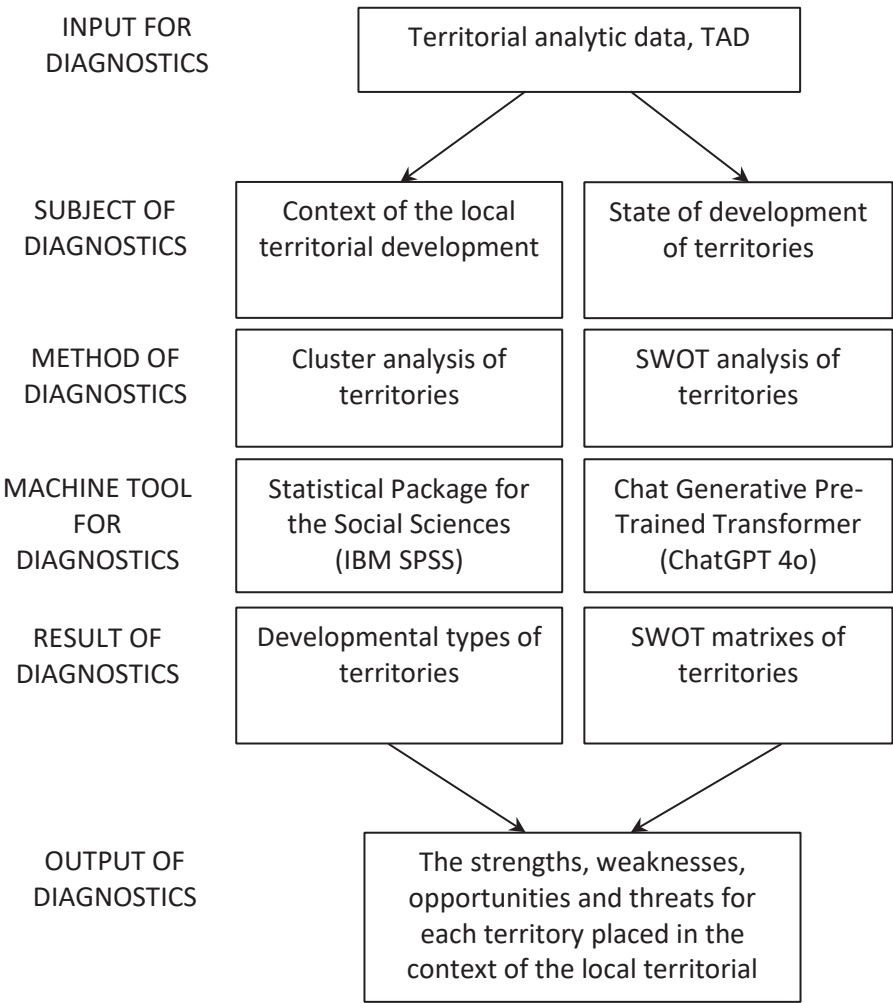 INPUT FOR
DIAGNOSTICS
Territorial analytic data, TAD
SUBJECT OF
DIAGNOSTICS
Context of the local
territorial development
State of development
of territories
METHOD OF
DIAGNOSTICS
Cluster analysis of
territories
SWOT analysis of
territories
MACHINE TOOL
FOR
DIAGNOSTICS
Statistical Package for
the Social Sciences
(IBM SPSS)
Chat Generative Pre-
Trained Transformer
(ChatGPT 4o)
RESULT OF
DIAGNOSTICS
Developmental types of
territories
SWOT matrixes of
territories
OUTPUT OF
DIAGNOSTICS
The strengths, weaknesses,
opportunities and threats for
each territory placed in the
context of the local territorial